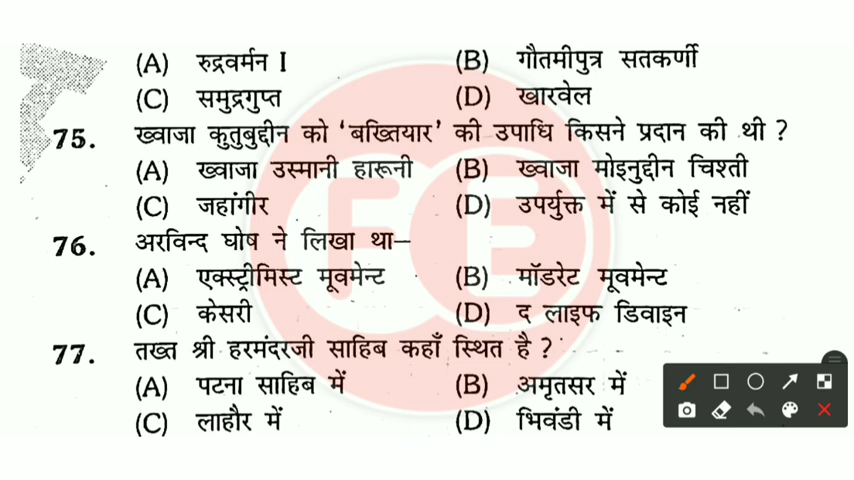 (A) रुद्रवर्मन I (B) गौतमीपुत्र सतकर्णी
(C) समुद्रगुप्त (D) खारवेल
75. ख्वाजा कुतुबुद्दीन को ‘बख्तियार’ की उपाधि किसने प्रदान की थी ?
(A) ख्वाजा उस्मानी हारूनी (B) ख्वाजा मोइनुद्दीन चिश्ती
(C) जहांगीर (D) उपर्युक्त में से कोई नहीं
76. अरविन्द घोष ने लिखा था—
(A) एक्स्ट्रीमिस्ट मूवमेन्ट (B) मॉडरेट मूवमेन्ट
(C) केसरी (D) द लाइफ डिवाइन
77. तख्त श्री हरमंदरजी साहिब कहाँ स्थित है ?
(A) पटना साहिब में (B) अमृतसर में
(C) लाहौर में (D) भिवंडी में
FE